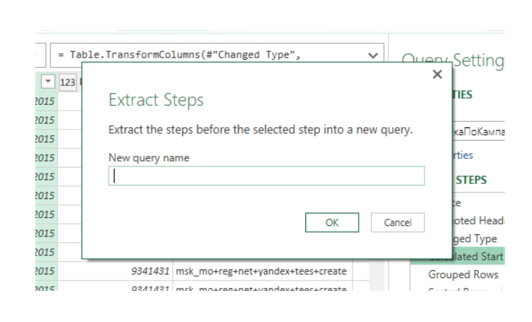 = Table.TransformColumns(#"Changed Type",
Query Setting
123
2015
TIES
Extract Steps
2015
2015
Extract the steps before the selected step into a new query.
2015
rties
New query name
2015
STEPS
2015
2015
oted Head
OK
Cancel
2015
ged Type
2015
lated Start
2015
9341431 msk_mo+reg+net+yandex+tees+create
Grouped Rows
2015
9341431 msk_mo+reg+net+yandex+tees+create